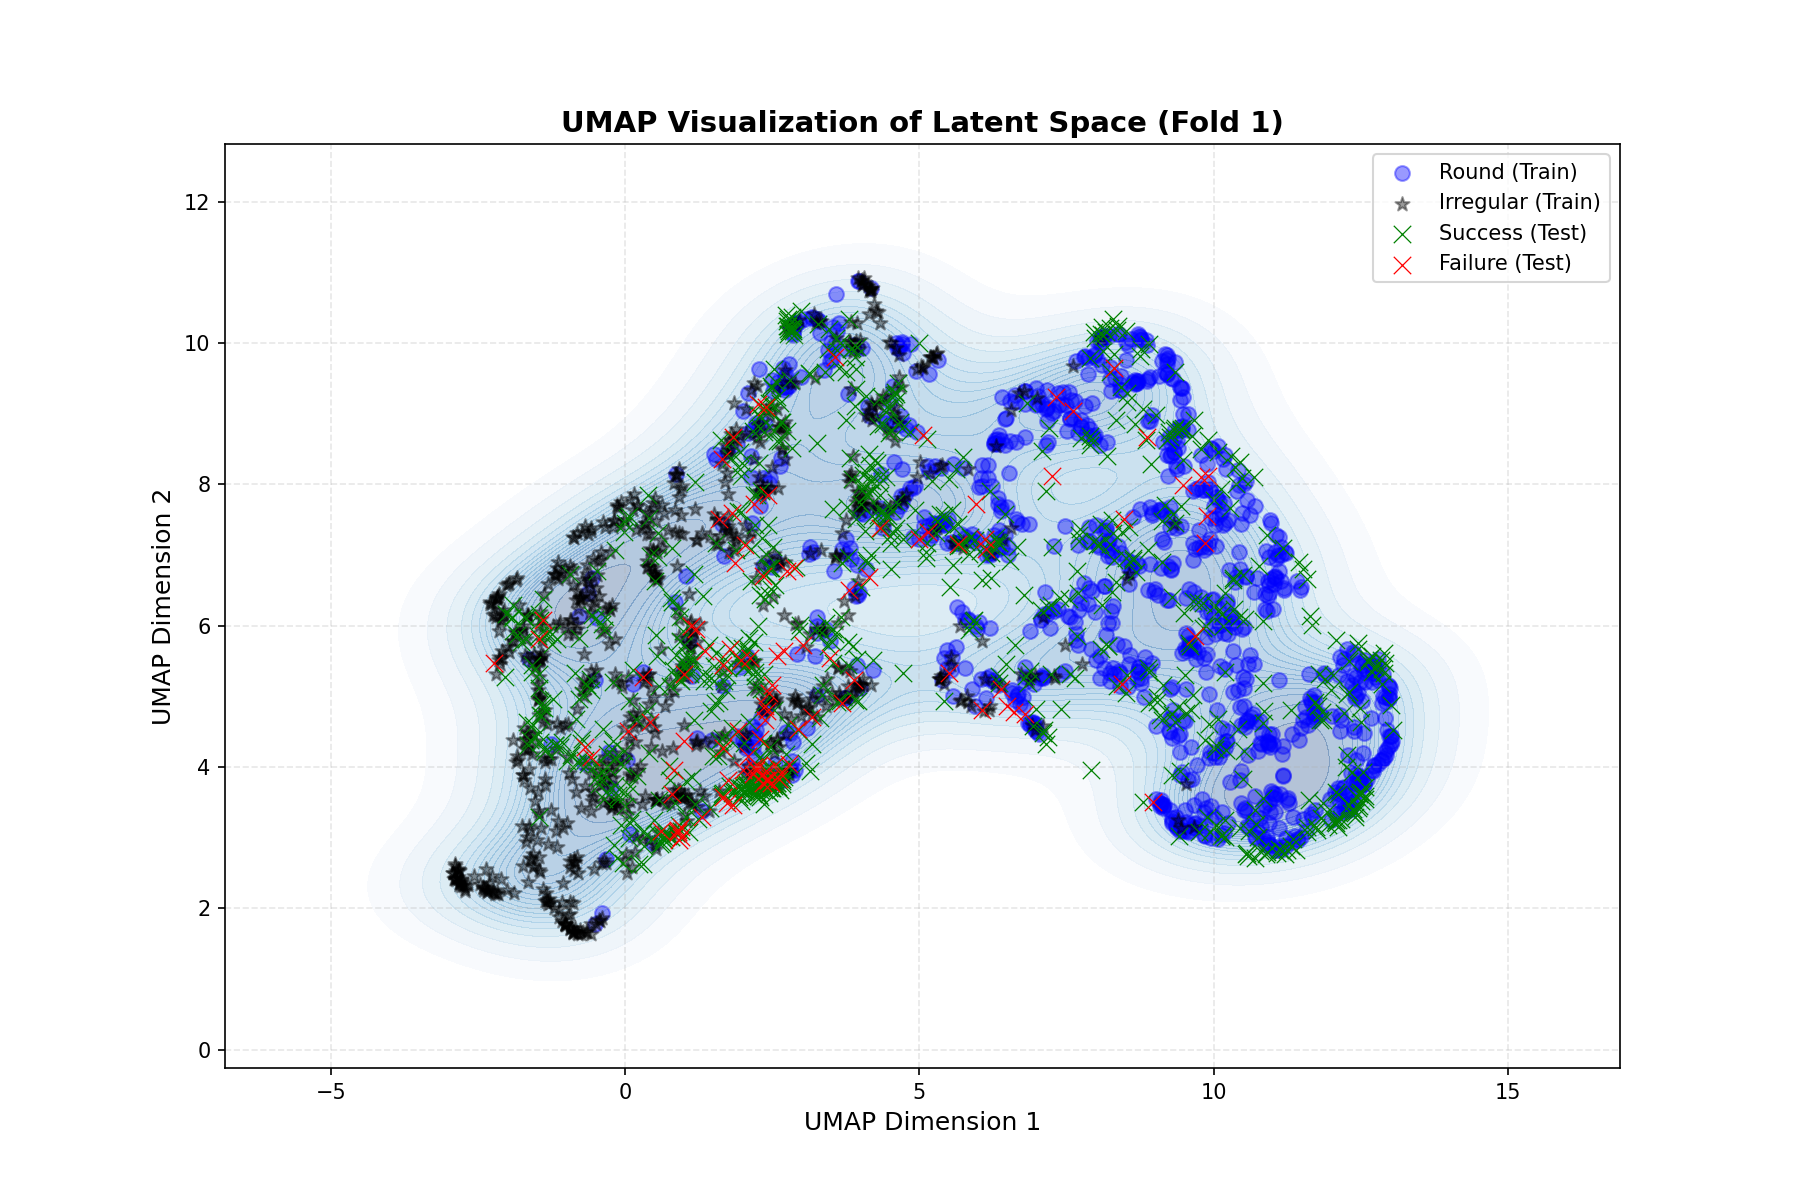 UMAP Visualization of Latent Space (Fold 1)
Round (Train)
Irregular (Train)
Success (Test)
Failure (Test)
UMAP Dimension 2
12
10
8
6
4
2
0
−5
0
5
10
15
UMAP Dimension 1